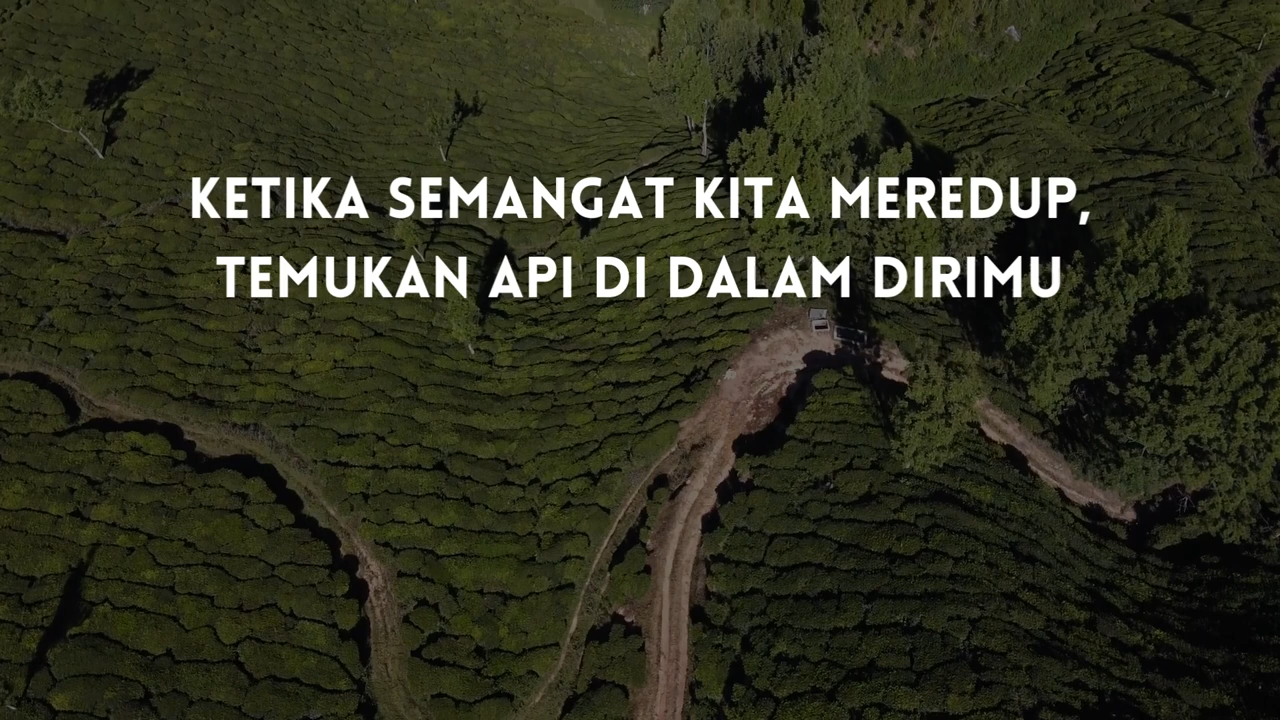 KETIKA SEMANGAT KITA MEREDUP,
TEMUKAN API DI DALAM DIRIMU